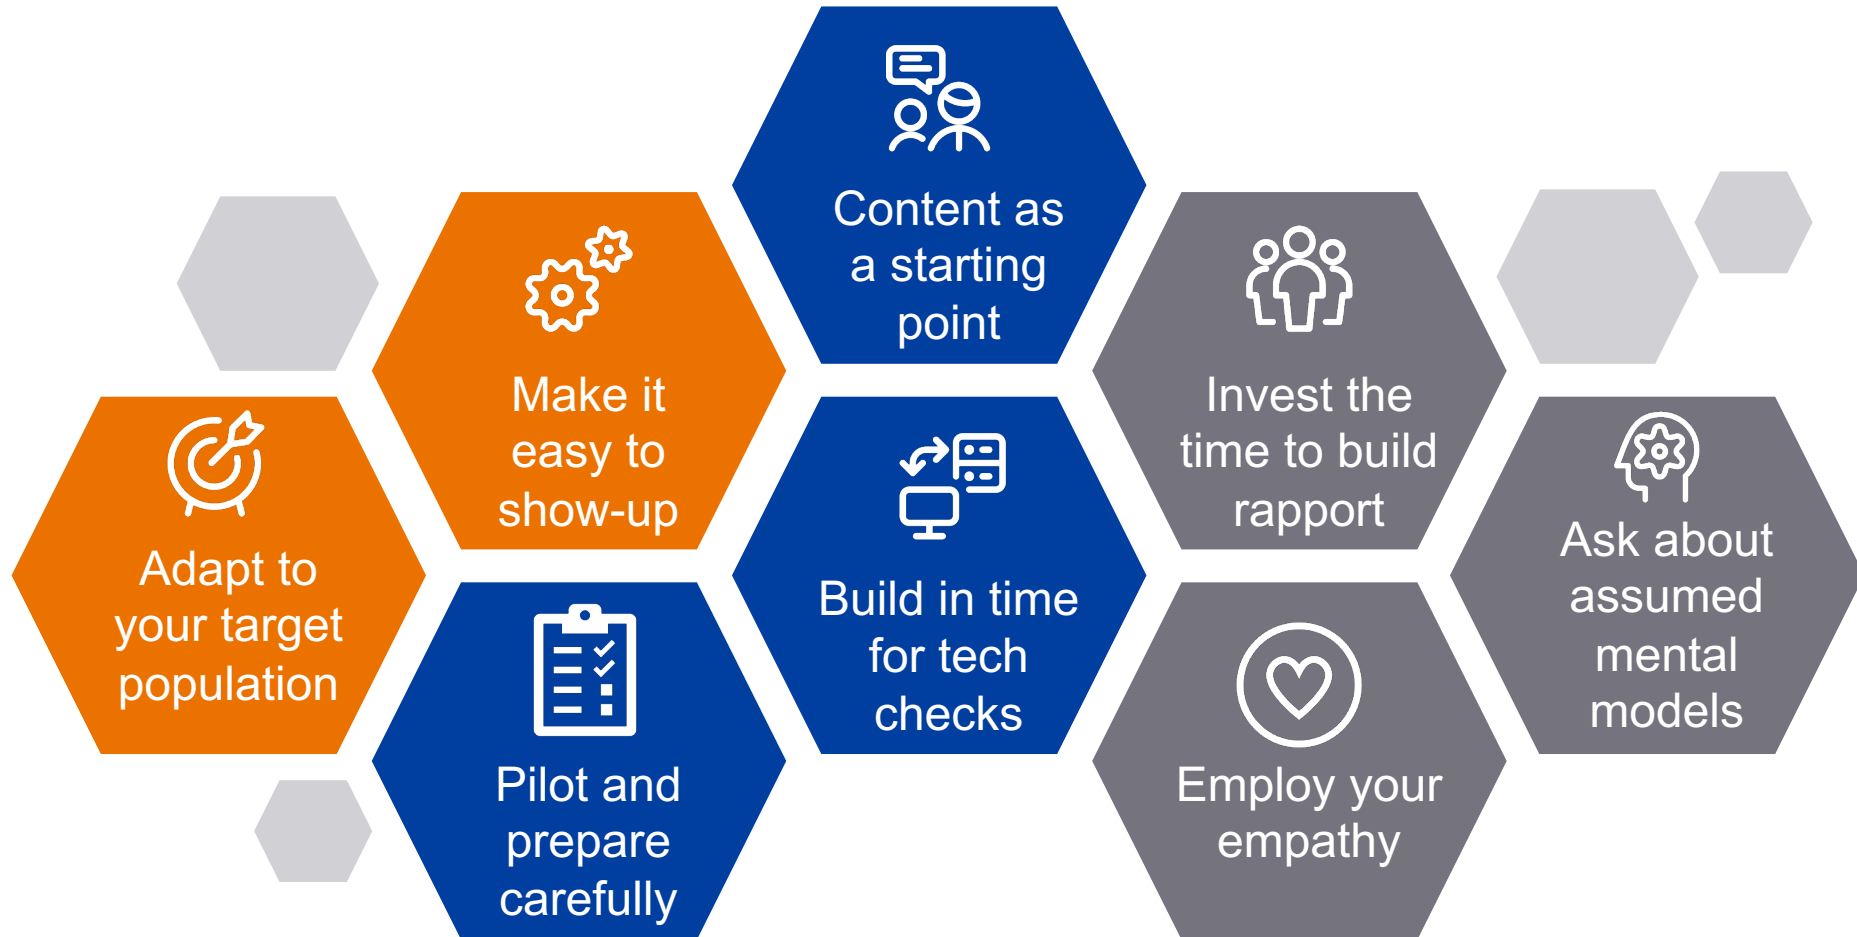 Content as
a starting
point
Make it
easy to
show-up
Invest the
time to build
rapport
Adapt to
your target
population
Build in time
for tech
checks
Ask about
assumed
mental
models
Pilot and
prepare
carefully
Employ your
empathy